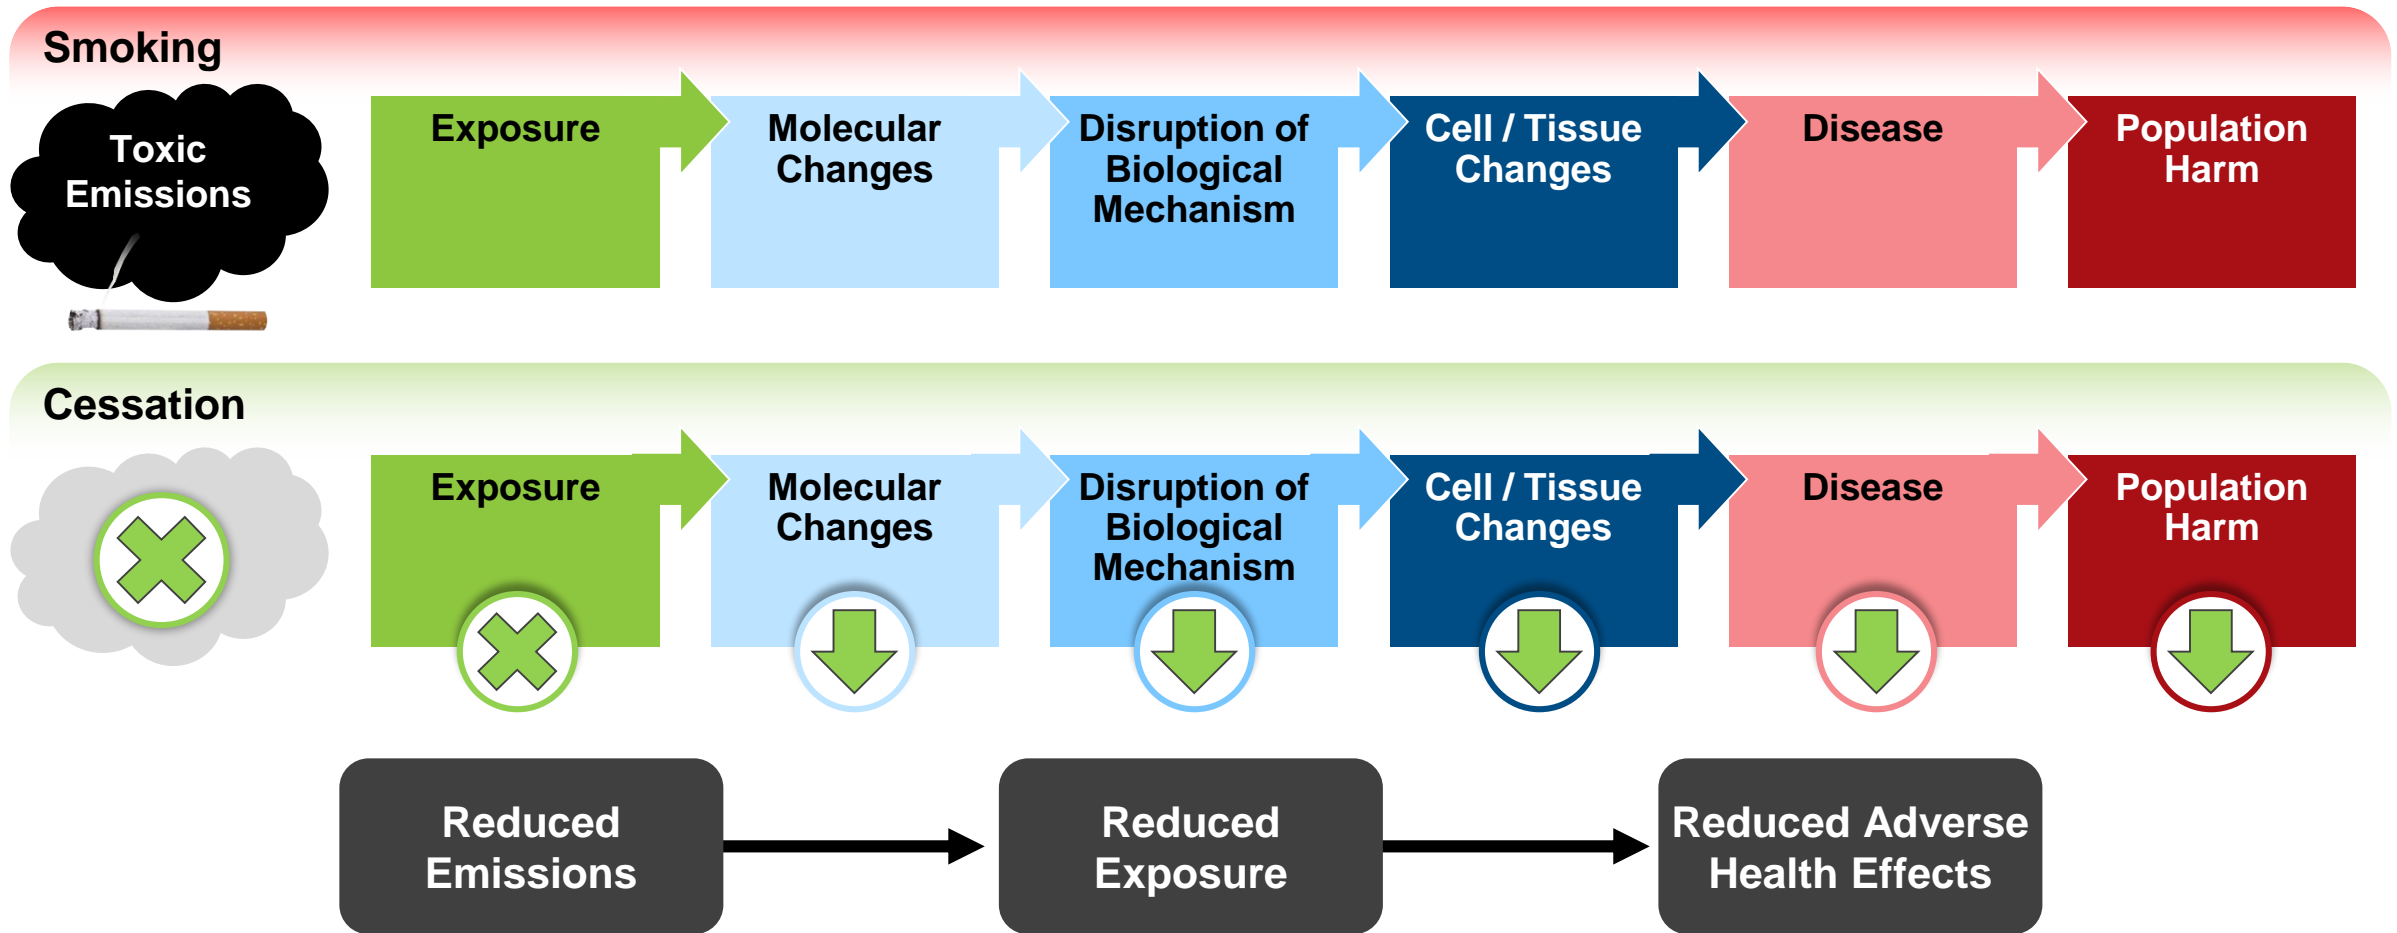 Smoking
Toxic
Emissions
Exposure
Molecular
Changes
Disruption of
Biological
Mechanism
Cell / Tissue
Changes
Disease
Population
Harm
Cessation
Exposure
Molecular
Changes
Disruption of
Biological
Mechanism
Cell / Tissue
Changes
Disease
Population
Harm
Reduced
Emissions
Reduced
Exposure
Reduced Adverse
Health Effects